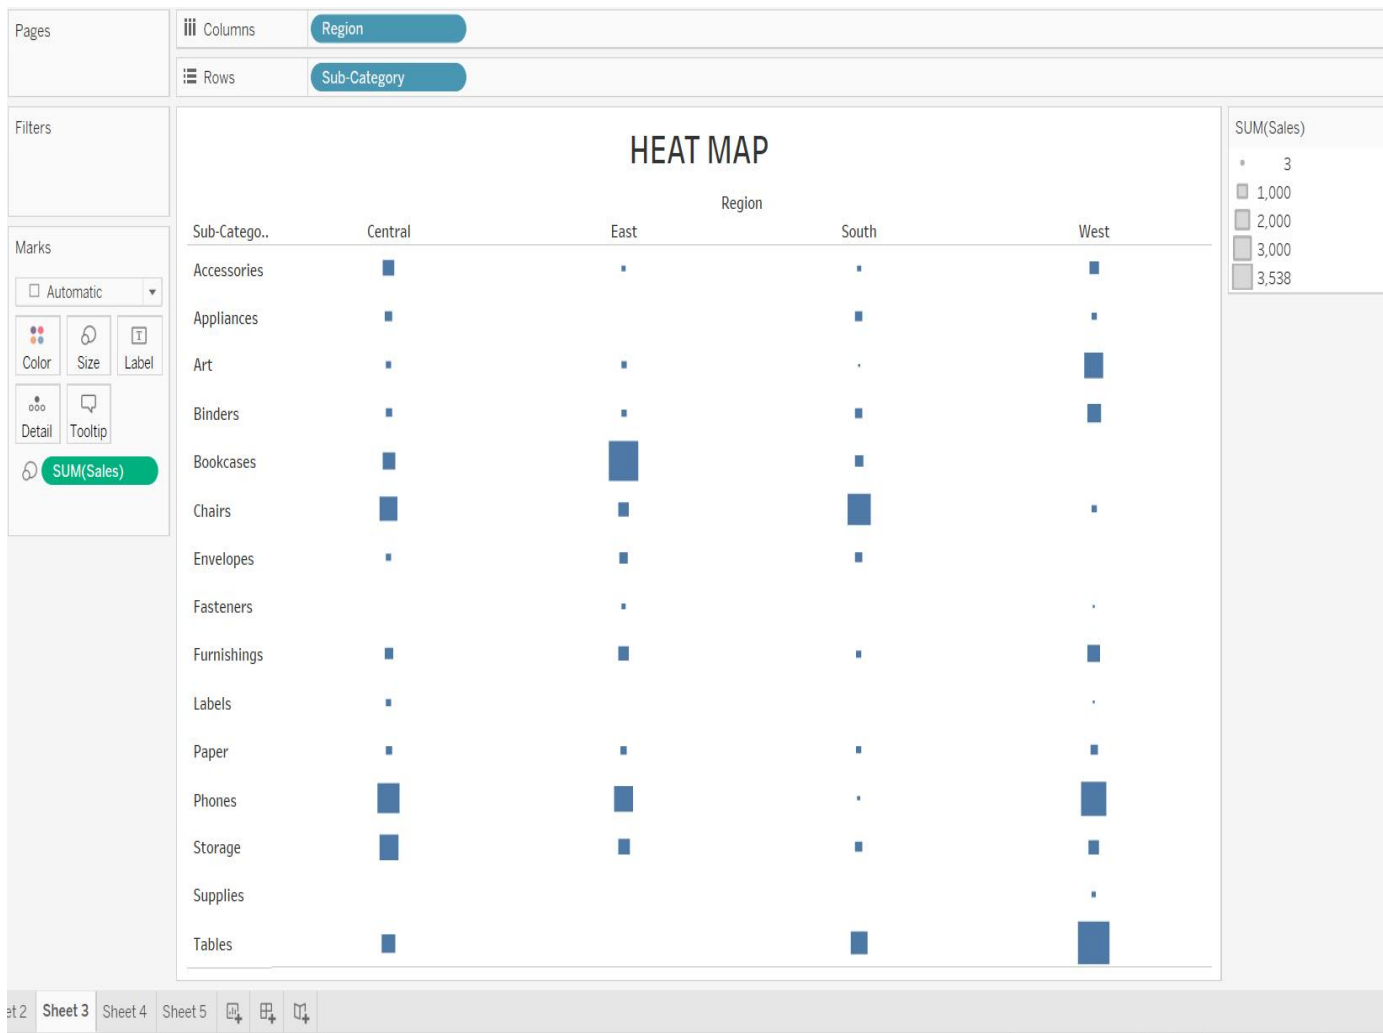 Pages
Columns
Region
Rows
Sub-Category
Filters
Marks
Automatic
Color
Size
T
Label
Detail
Tooltip
SUM(Sales)
HEAT MAP
Region
Sub-Catego.. Central East South West
Accessories
Appliances
Art
Binders
Bookcases
Chairs
Envelopes
Fasteners
Furnishings
Labels
Paper
Phones
Storage
Supplies
Tables
SUM(Sales)
3
1,000
2,000
3,000
3,538
et 2 Sheet 3 Sheet 4 Sheet 5